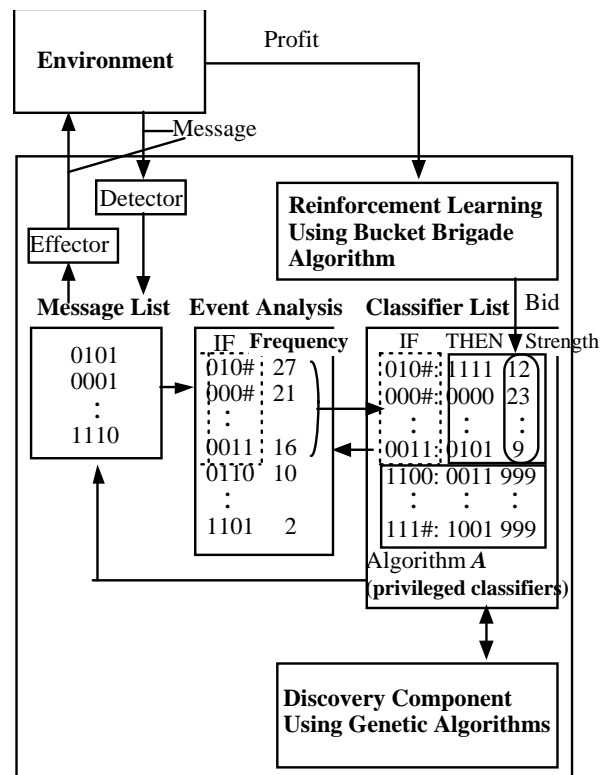 Profit
Environment
Message
Detector
Effector
Reinforcement Learning
Using Bucket Brigade
Algorithm
Bid
Message List
Event Analysis
Classifier List
0101
0001
:
1110
IF Frequency
010# 27
000# 21
: :
0011 16
0110 10
: :
1101 2
IF THEN Strength
010#: 1111 12
000#: 0000 23
: : :
0011: 0101 9
1100: 0011 999
: : :
111#: 1001 999
Algorithm A
(privileged classifiers)
Discovery Component
Using Genetic Algorithms